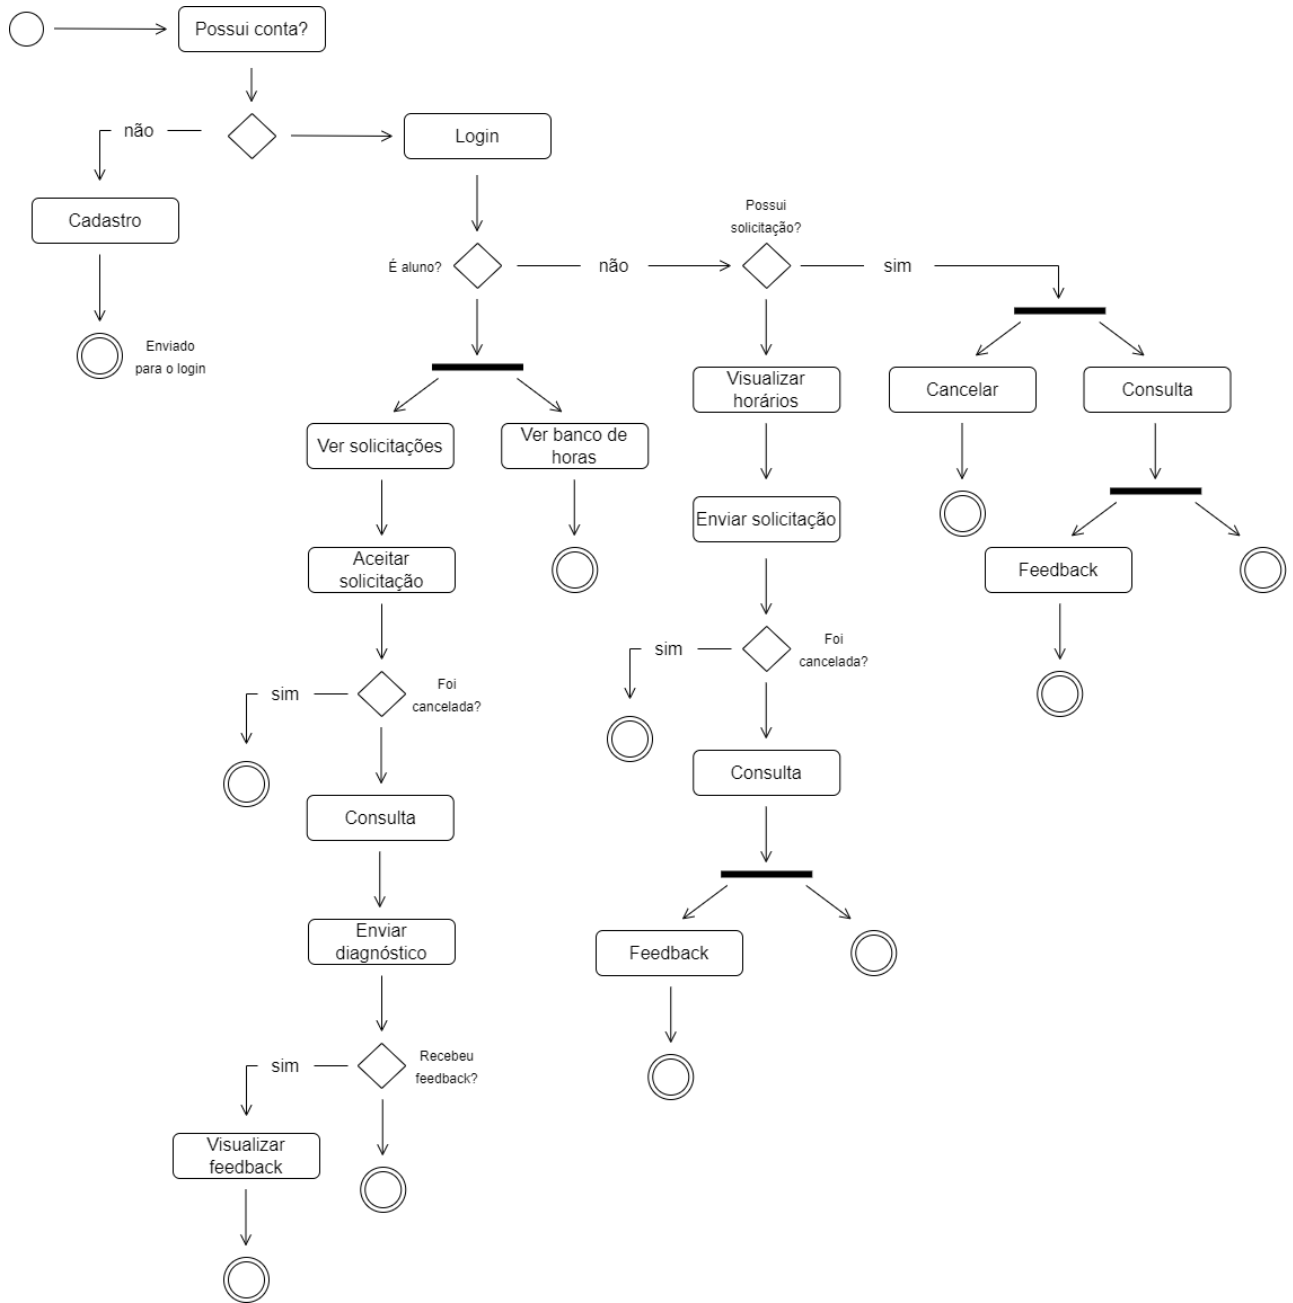 Possui conta?
não
Login
Cadastro
Possui
solicitação?
É aluno?
não
sim
Enviado
para o login
Visualizar
horários
Cancelar
Consulta
Ver solicitações
Ver banco de
horas
Enviar solicitação
Aceitar
solicitação
Feedback
sim
Foi
cancelada?
sim
Foi
cancelada?
Consulta
Consulta
Enviar
diagnóstico
Feedback
sim
Recebeu
feedback?
Visualizar
feedback